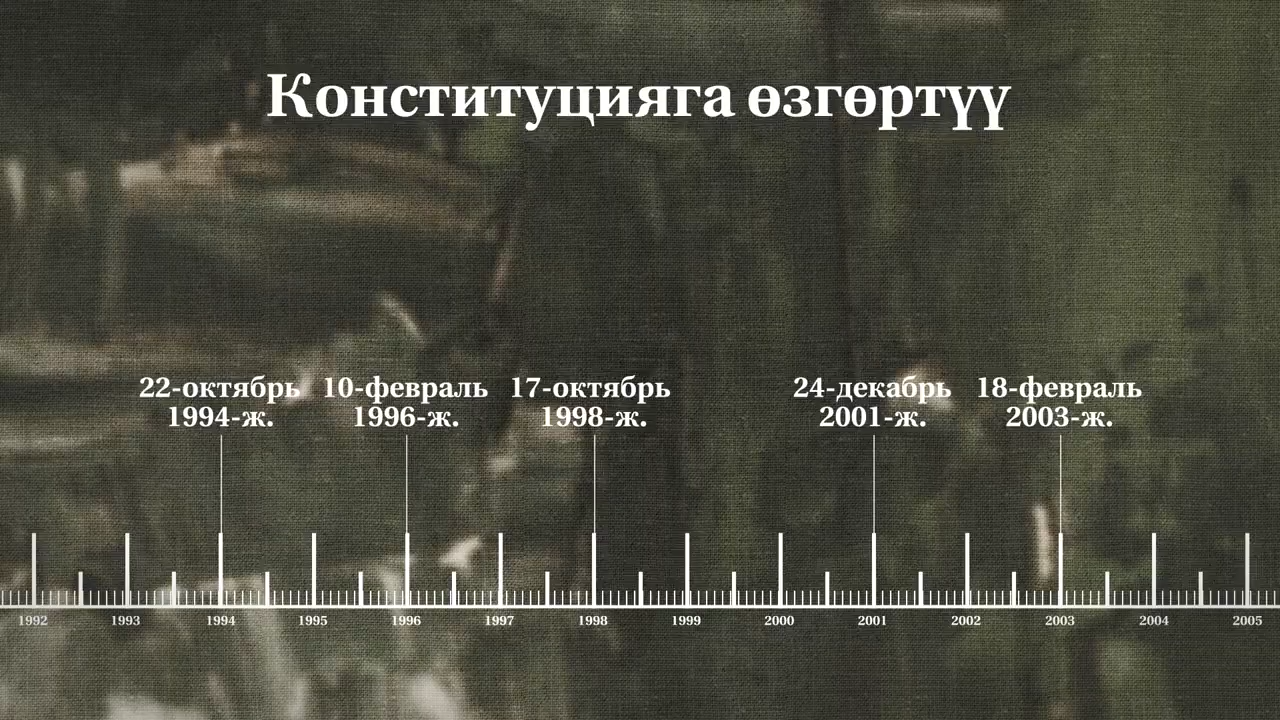 Конституцияга өзгөртүү
22-октябрь
1994-ж.
10-февраль
1996-ж.
17-октябрь
1998-ж.
24-декабрь
2001-ж.
18-февраль
2003-ж.
1992 1993 1994 1995 1996 1997 1998 1999 2000 2001 2002 2003 2004 2005